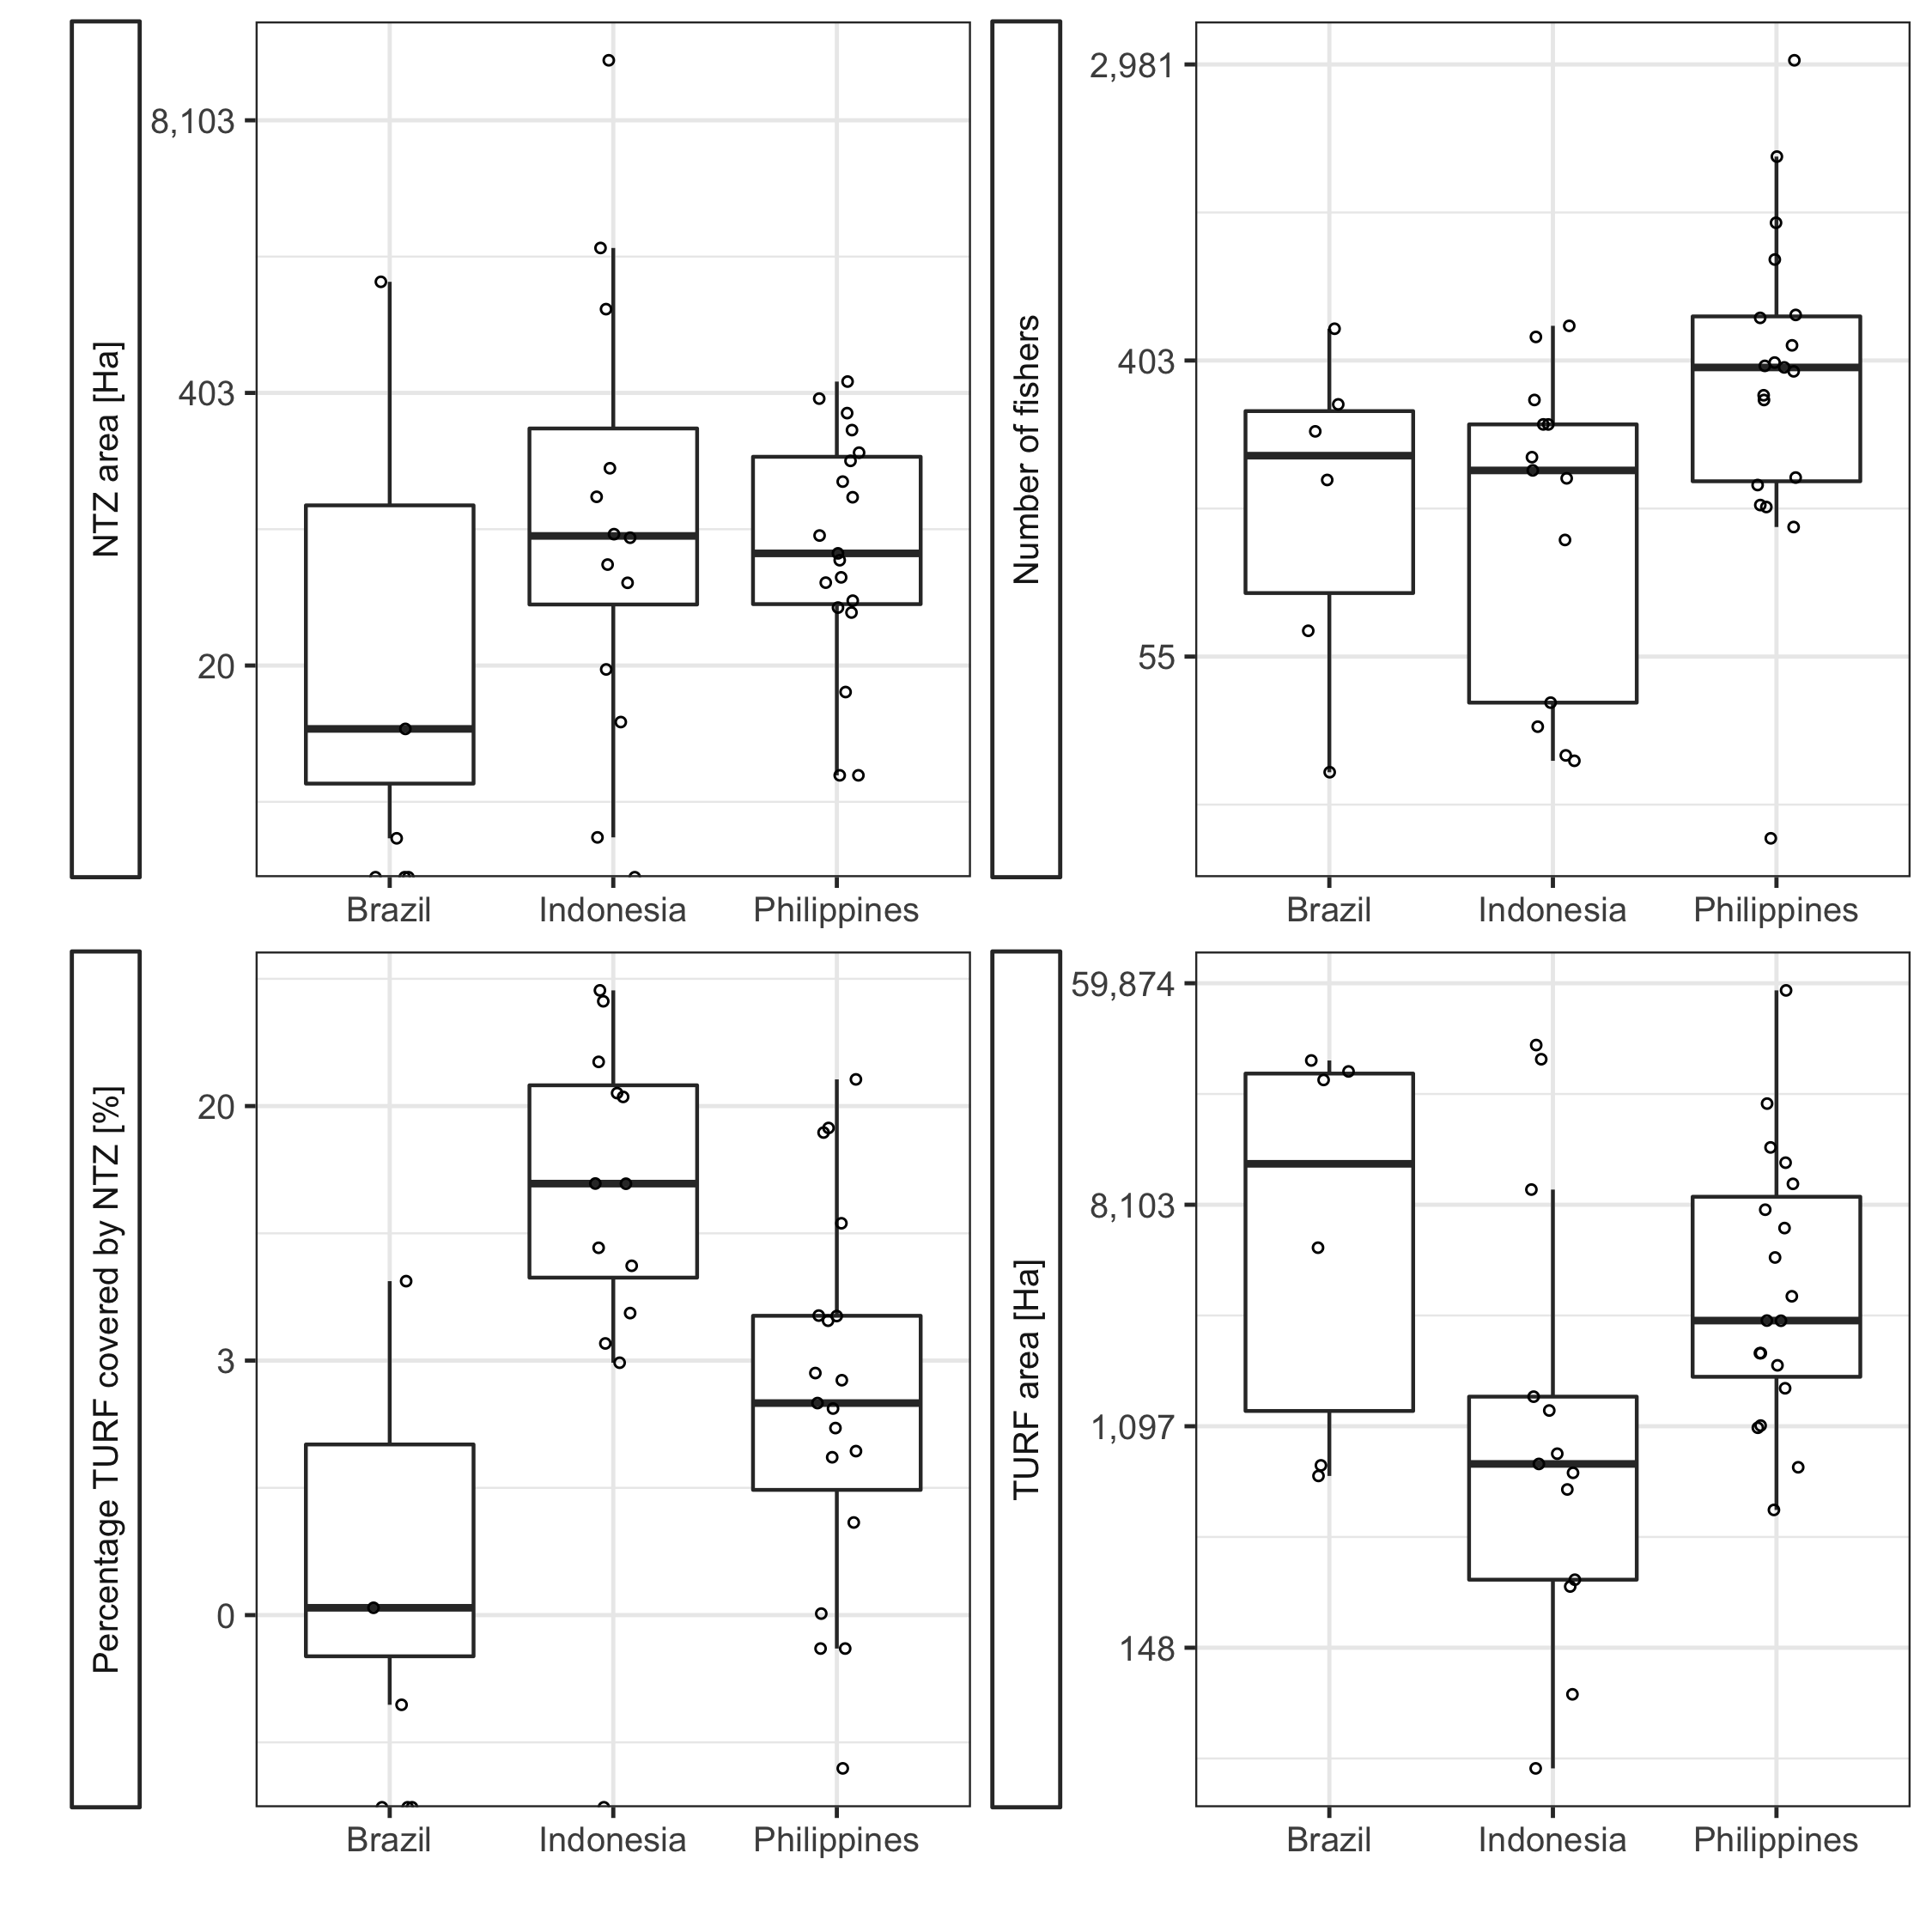 NTZ area [Ha]
8,103
403
20
Brazil Indonesia Philippines
Number of fishers
2,981
403
55
Brazil Indonesia Philippines
Percentage TURF covered by NTZ [%]
20
3
0
Brazil Indonesia Philippines
TURF area [Ha]
59,874
8,103
1,097
148
Brazil Indonesia Philippines